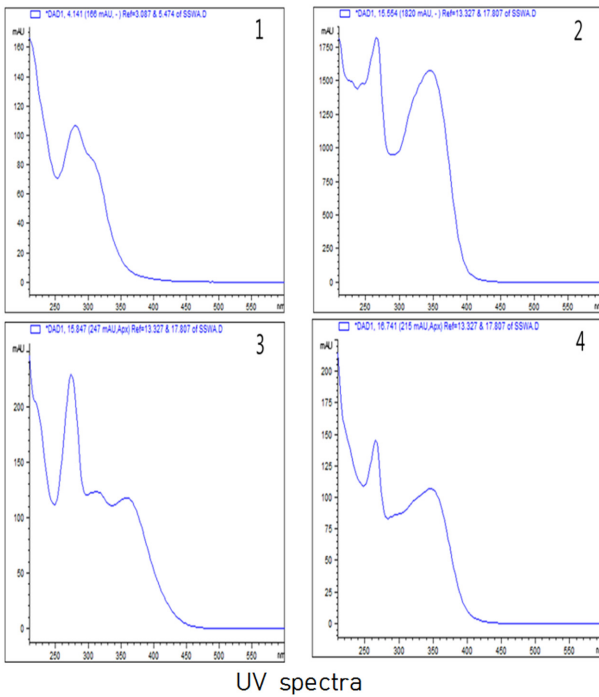 *DAD1, 4.141 (166 mAU, - ) Ref=3.087 & 5.474 of SSWA.D
mAU
1
160
140
120
100
80
60
40
20
0
250 300 350 400 450 500 550 nm
*DAD1, 15.554 (1820 mAU, - ) Ref=13.327 & 17.807 of SSWA.D
mAU
2
1750
1500
1250
1000
750
500
250
0
250 300 350 400 450 500 550 nm
*DAD1, 15.847 (247 mAU,Apx) Ref=13.327 & 17.807 of SSWA.D
mAU
3
200
150
100
50
0
250 300 350 400 450 500 550 nm
*DAD1, 16.741 (215 mAU,Apx) Ref=13.327 & 17.807 of SSWA.D
mAU
4
200
175
150
125
100
75
50
25
0
250 300 350 400 450 500 550 nm
UV spectra